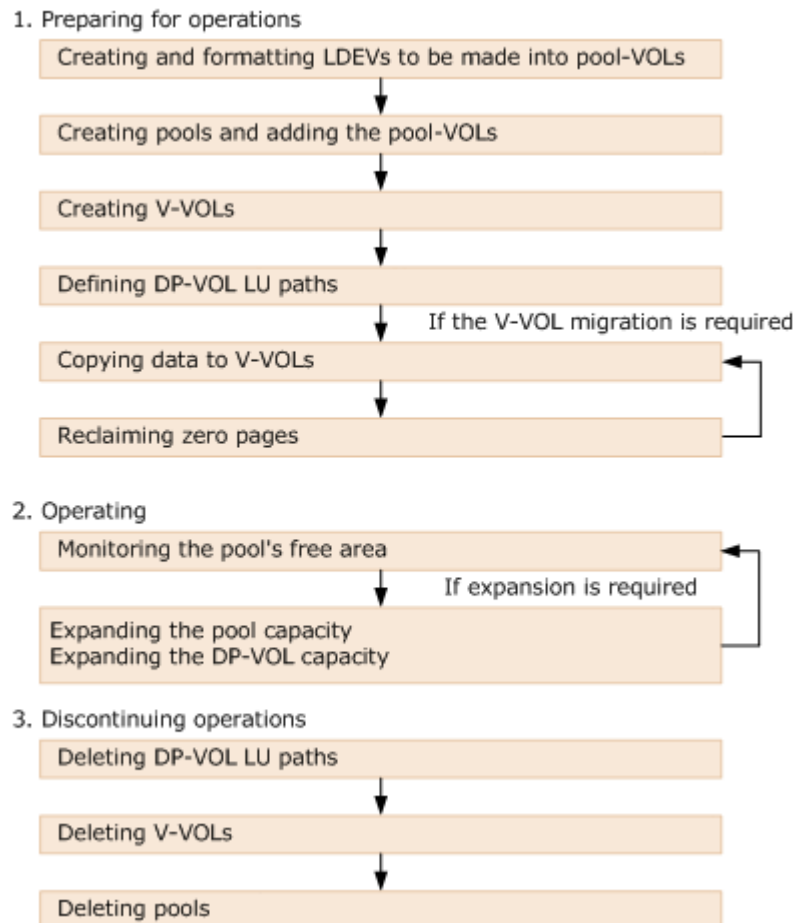 1. Preparing for operations
Creating and formatting LDEVs to be made into pool-VOLs
Creating pools and adding the pool-VOLs
Creating V-VOLs
Defining DP-VOL LU paths
If the V-VOL migration is required
Copying data to V-VOLs
Reclaiming zero pages
2. Operating
Monitoring the pool's free area
If expansion is required
Expanding the pool capacity
Expanding the DP-VOL capacity
3. Discontinuing operations
Deleting DP-VOL LU paths
Deleting V-VOLs
Deleting pools